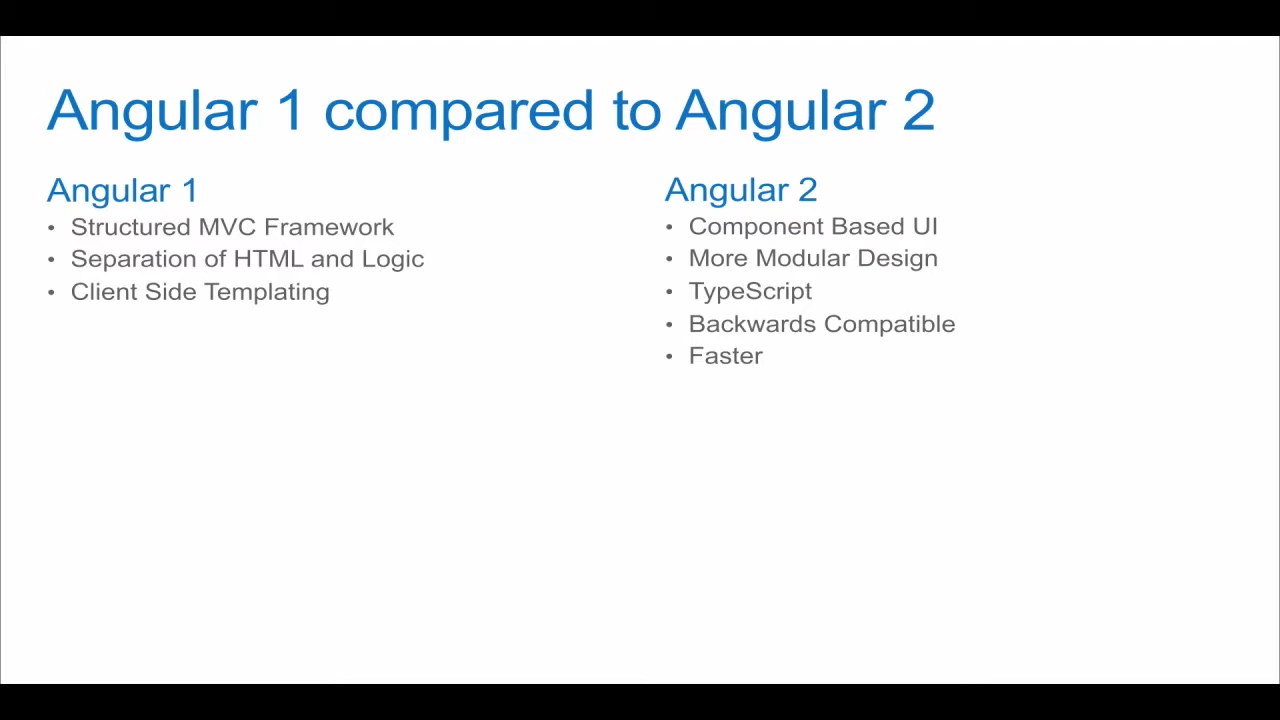 Angular 1 compared to Angular 2
Angular 1
• Structured MVC Framework
• Separation of HTML and Logic
• Client Side Templating
Angular 2
• Component Based UI
• More Modular Design
• TypeScript
• Backwards Compatible
• Faster